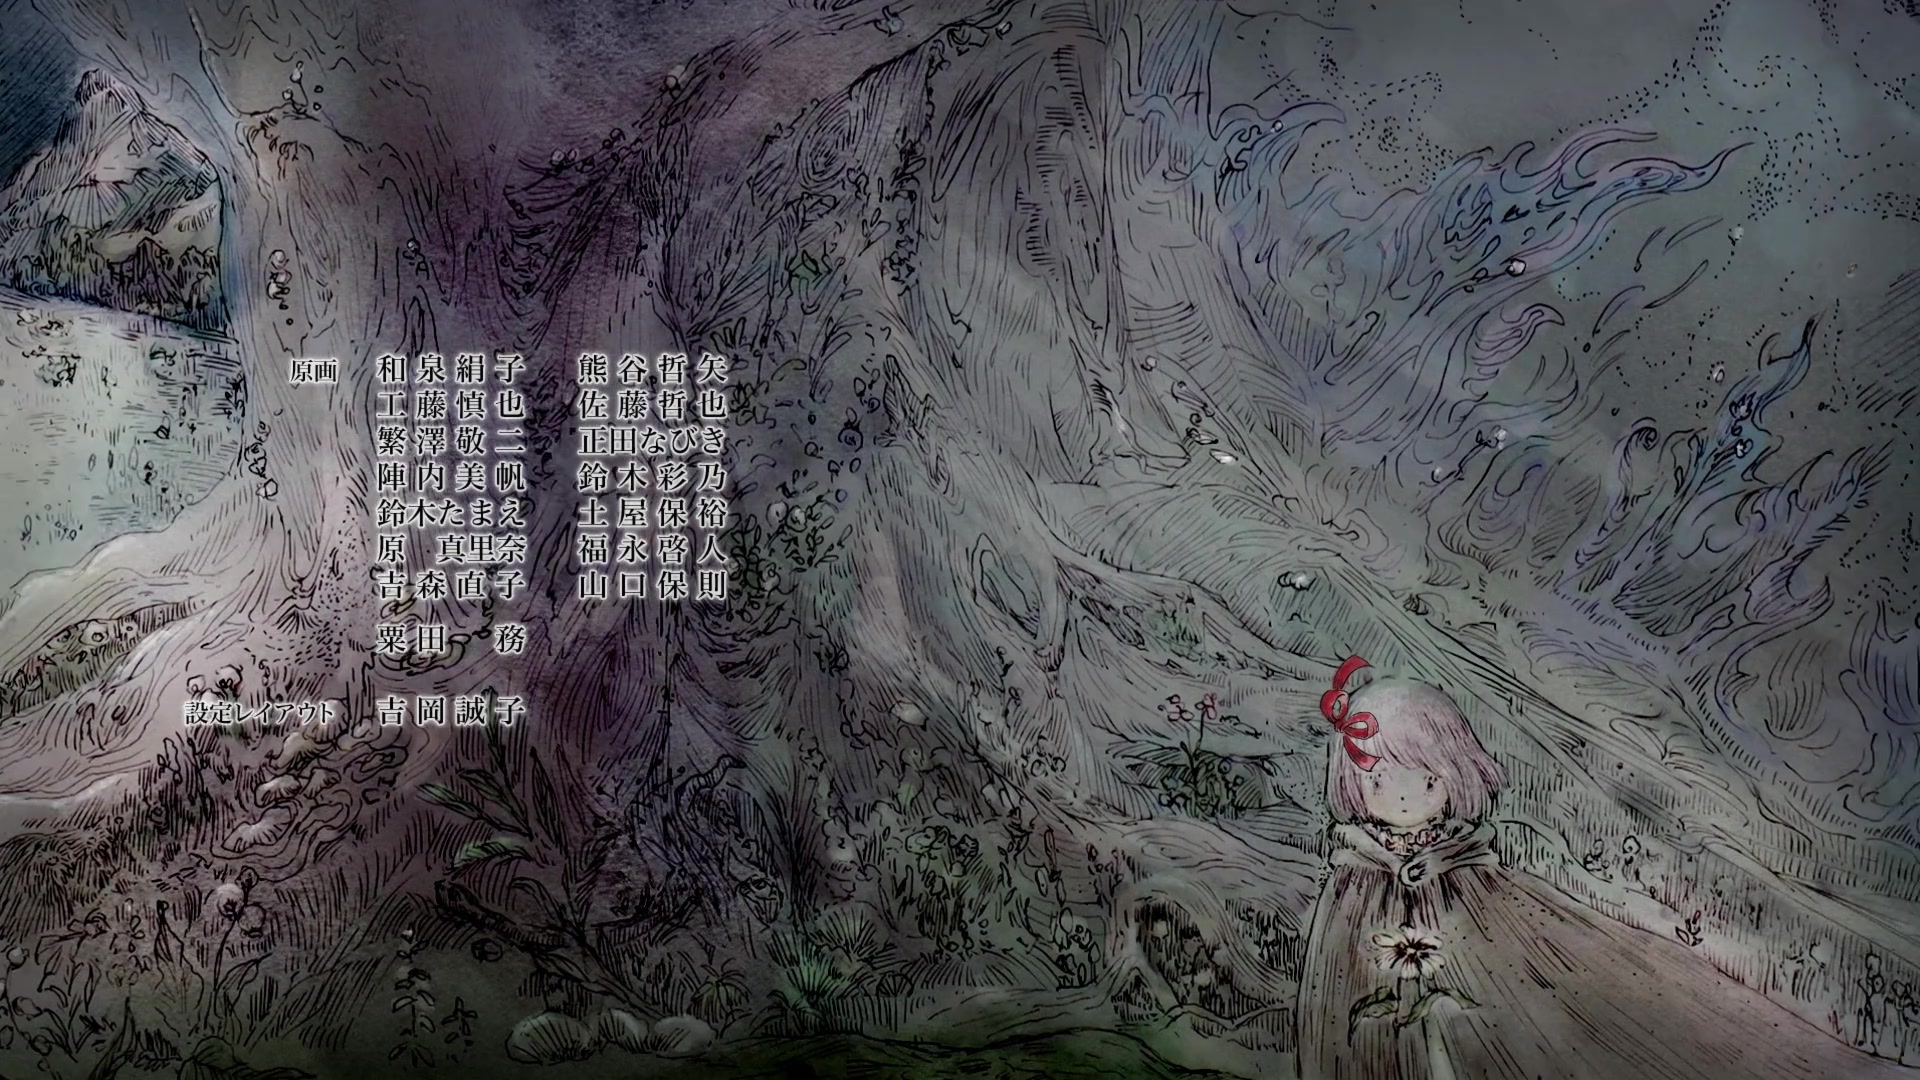 原画 和泉絹子 熊谷哲矢
工藤慎也 佐藤哲也
繁澤敬二 正田なびき
陣内美帆 鈴木彩乃
鈴木たまえ 土屋保裕
原 真里奈 福永啓人
吉森直子 山口保則
粟田 務
設定レイアウト 吉岡誠子